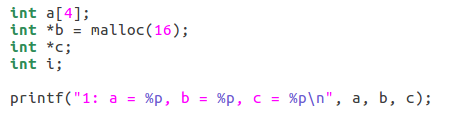 int a[4];
int *b = malloc(16);
int *c;
int i;
printf("1: a = %p, b = %p, c = %p\n", a, b, c);